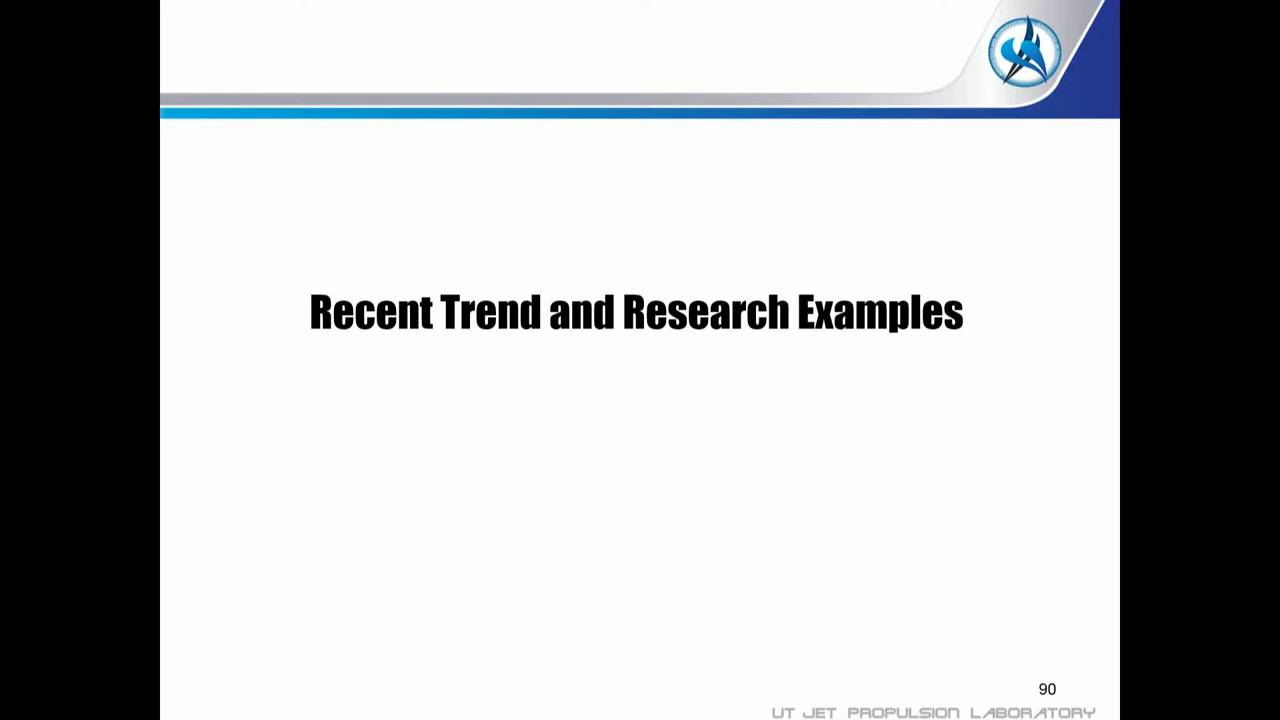 Recent Trend and Research Examples
90
UT JET PROPULSION LABORATORY